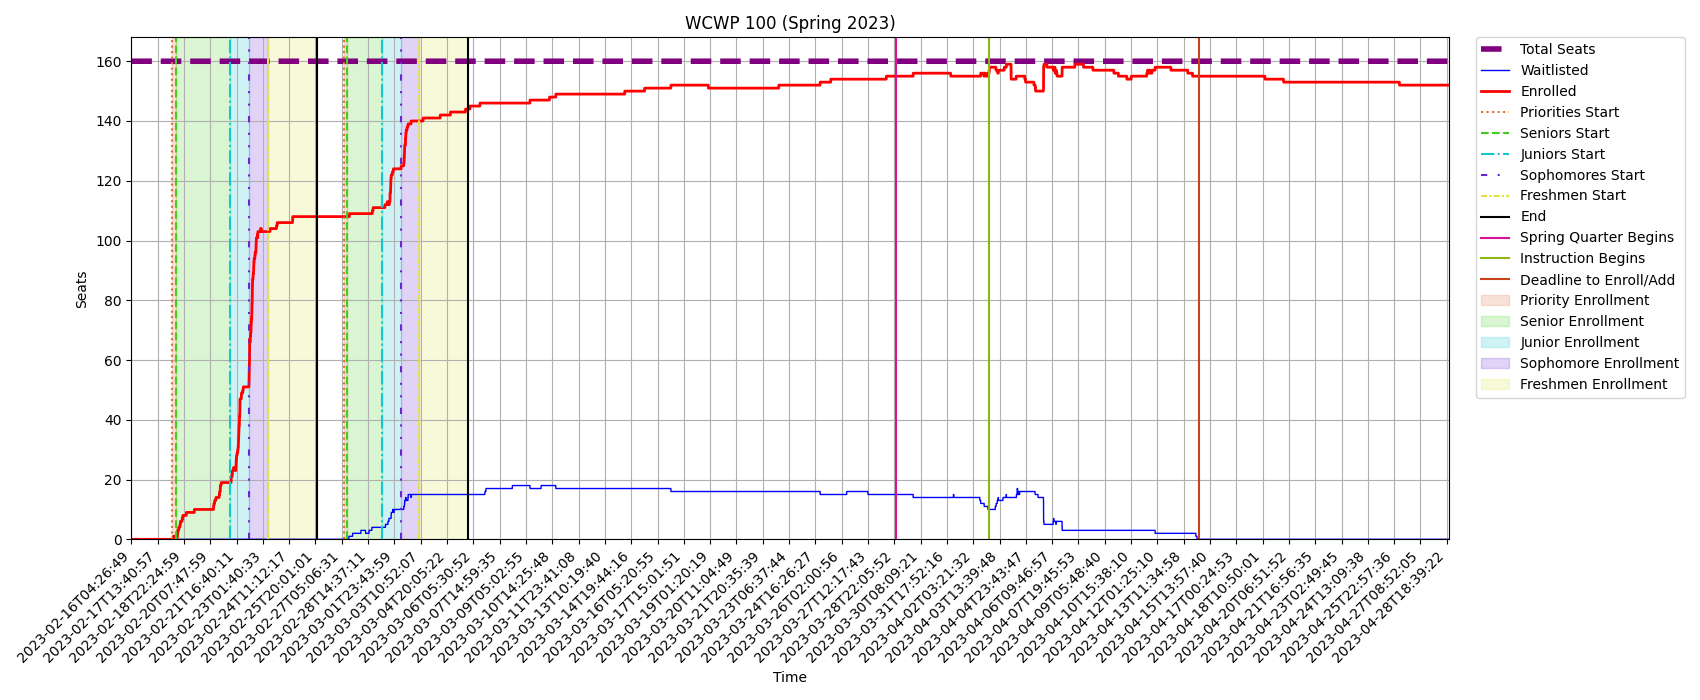 WCWP 100 (Spring 2023)
Seats
160
140
120
100
80
60
40
20
0
2023-02-16T04:26:49
2023-02-17T13:40:57
2023-02-18T22:24:59
2023-02-20T07:47:59
2023-02-21T16:40:11
2023-02-23T01:40:33
2023-02-24T11:12:17
2023-02-25T20:01:01
2023-02-27T05:06:31
2023-02-28T14:37:11
2023-03-01T23:43:59
2023-03-03T10:52:07
2023-03-04T20:05:22
2023-03-06T05:30:52
2023-03-07T14:59:35
2023-03-09T05:02:55
2023-03-10T14:25:48
2023-03-11T23:41:08
2023-03-13T10:19:40
2023-03-14T19:44:16
2023-03-16T05:20:55
2023-03-17T15:01:51
2023-03-19T01:20:19
2023-03-20T11:04:49
2023-03-21T20:35:39
2023-03-23T06:37:44
2023-03-24T16:26:27
2023-03-26T02:00:56
2023-03-27T12:17:43
2023-03-28T22:05:52
2023-03-30T08:09:21
2023-03-31T17:52:16
2023-04-02T03:21:32
2023-04-03T13:39:48
2023-04-04T23:43:47
2023-04-06T09:46:57
2023-04-07T19:45:53
2023-04-09T05:48:40
2023-04-10T15:38:10
2023-04-12T01:25:10
2023-04-13T11:34:58
2023-04-15T13:57:40
2023-04-17T00:24:53
2023-04-18T10:50:01
2023-04-20T06:51:52
2023-04-21T16:56:35
2023-04-23T02:49:45
2023-04-24T13:09:38
2023-04-25T22:57:36
2023-04-27T08:52:05
2023-04-28T18:39:22
Time
Total Seats
Waitlisted
Enrolled
Priorities Start
Seniors Start
Juniors Start
Sophomores Start
Freshmen Start
End
Spring Quarter Begins
Instruction Begins
Deadline to Enroll/Add
Priority Enrollment
Senior Enrollment
Junior Enrollment
Sophomore Enrollment
Freshmen Enrollment